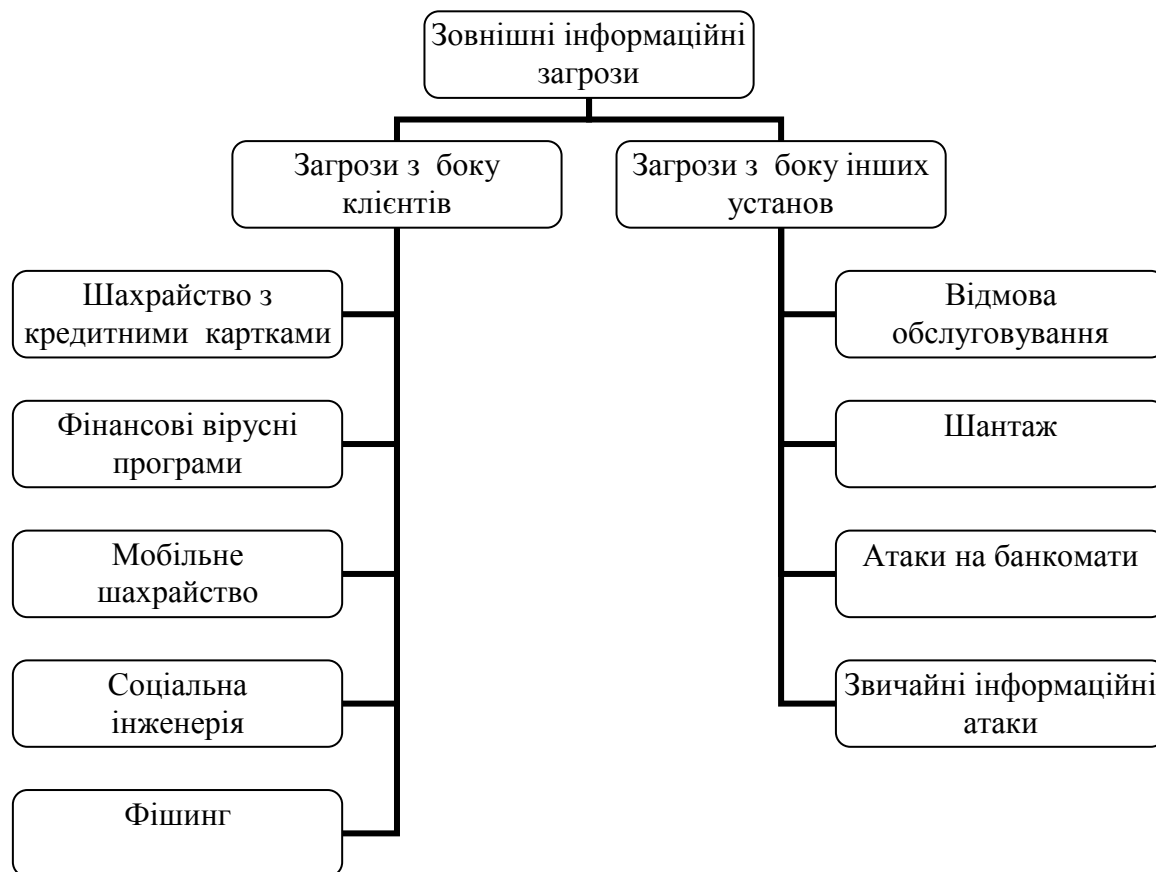 Зовнішні інформаційні
загрози
Загрози з боку
клієнтів
Шахрайство з
кредитними картками
Фінансові вірусні
програми
Мобільне
шахрайство
Соціальна
інженерія
Фішинг
Загрози з боку інших
установ
Відмова
обслуговування
Шантаж
Атаки на банкомати
Звичайні інформаційні
атаки